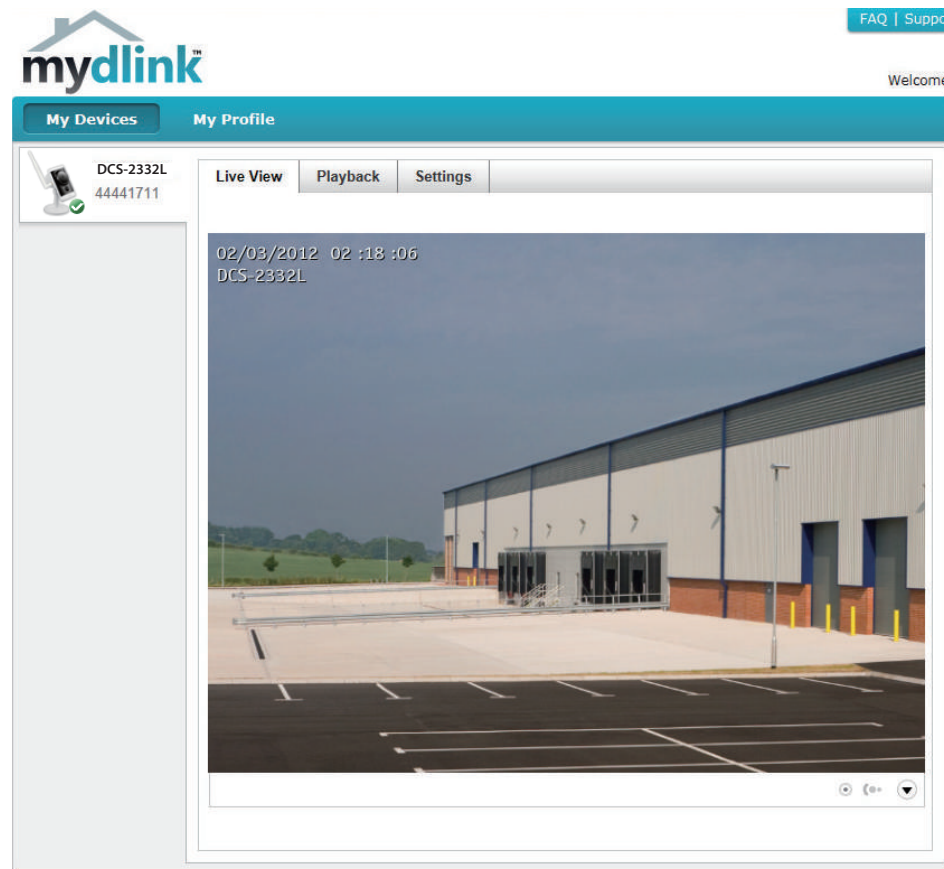 FAQ | Suppo
mydlink™
Welcome
My Devices
My Profile
DCS-2332L
44441711
Live View
Playback
Settings
02/03/2012 02 :18 :06
DCS-2332L